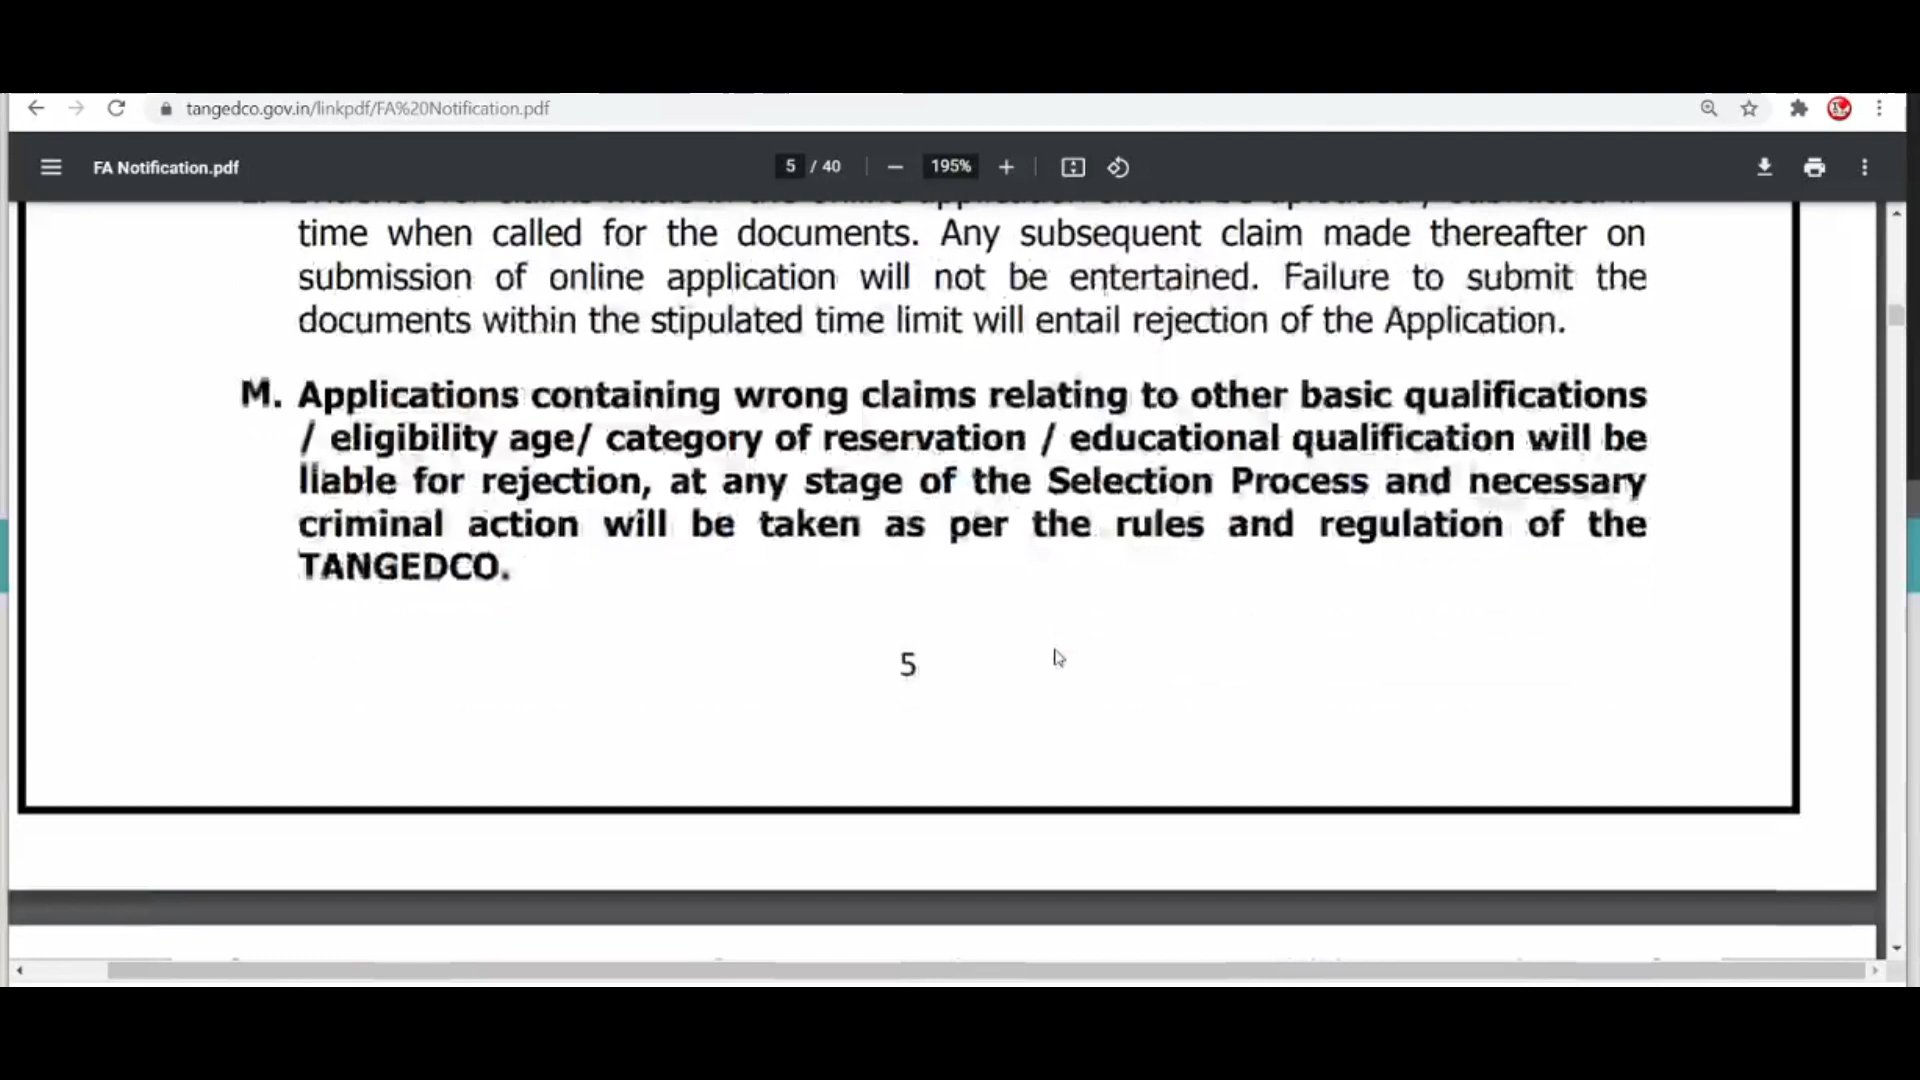 tangedco.gov.in/linkpdf/FA%20Notification.pdf
FA Notification.pdf
5 / 40
195%
time when called for the documents. Any subsequent claim made thereafter on
submission of online application will not be entertained. Failure to submit the
documents within the stipulated time limit will entail rejection of the Application.
M. Applications containing wrong claims relating to other basic qualifications
/ eligibility age/ category of reservation / educational qualification will be
liable for rejection, at any stage of the Selection Process and necessary
criminal action will be taken as per the rules and regulation of the
TANGEDCO.
5